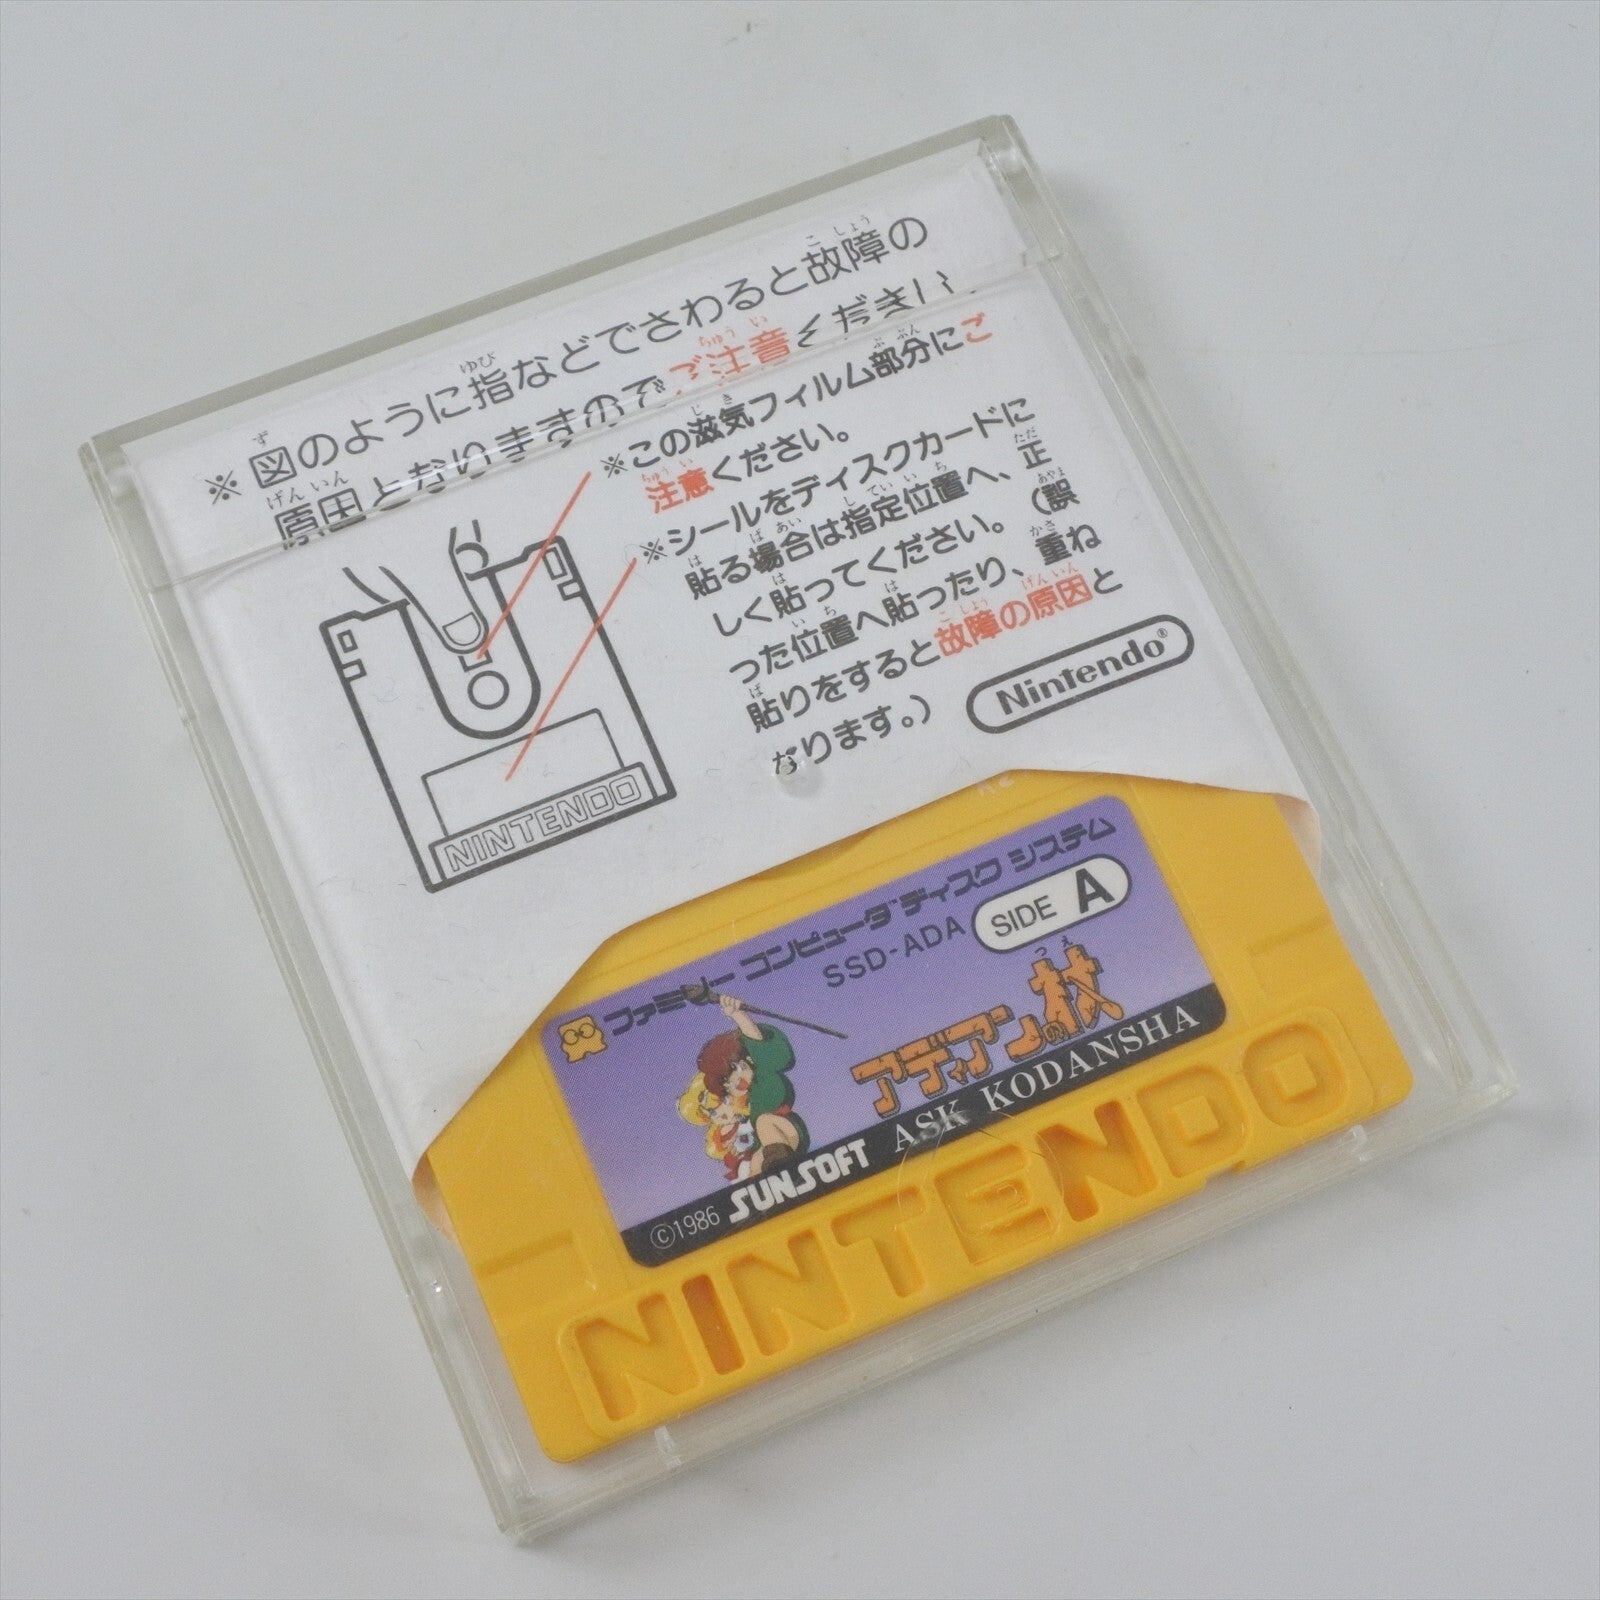 ※図のように指などでさわると故障の
原因とないますのでご注意ください
※この滋気フィルム部分にご
注意ください。
※シールをディスクカードに
貼る場合は指定位置へ、正
しく貼ってください。（誤
った位置へ貼ったり、重ね
貼りをすると故障の原因と
なります。）
Nintendo®
NINTENDO
ファミリー コンピュータ ディスク システム
SSD-ADA
SIDE A
アディアンの杖
©1986 SUNSOFT ASK KODANSHA
NINTENDO